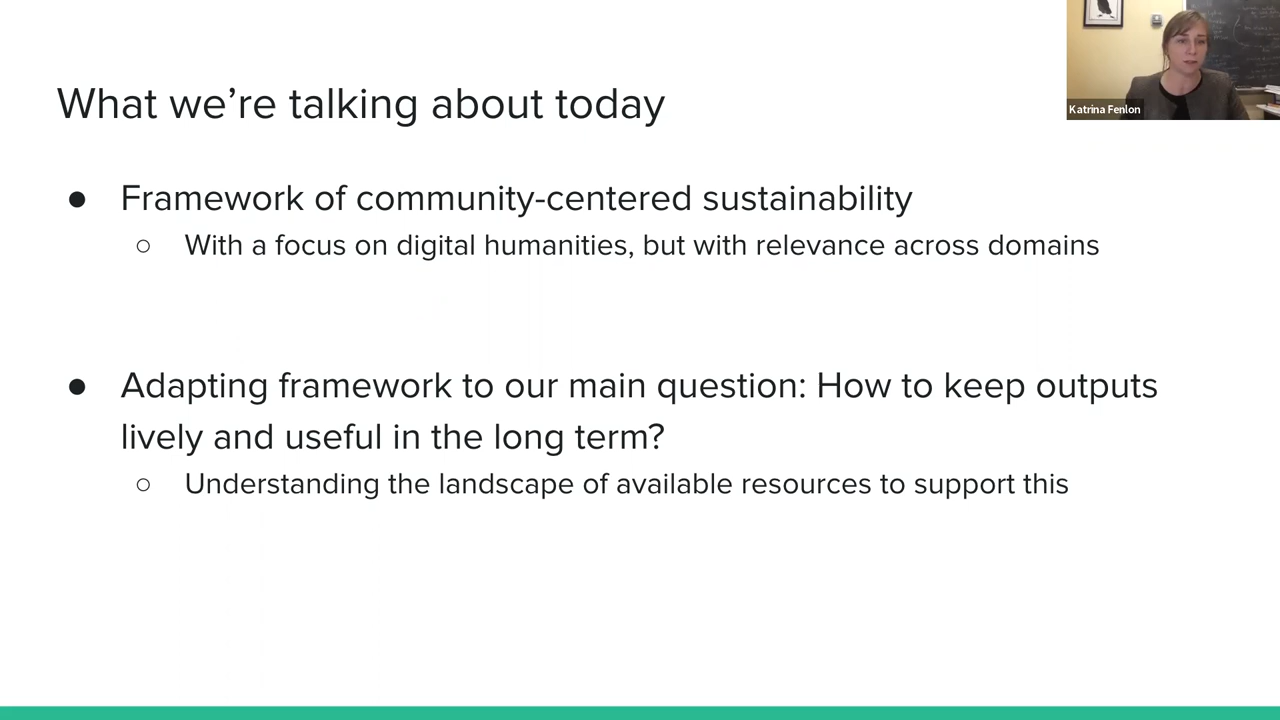 Katrina Fenlon
What we’re talking about today
● Framework of community-centered sustainability
○ With a focus on digital humanities, but with relevance across domains
● Adapting framework to our main question: How to keep outputs
lively and useful in the long term?
○ Understanding the landscape of available resources to support this